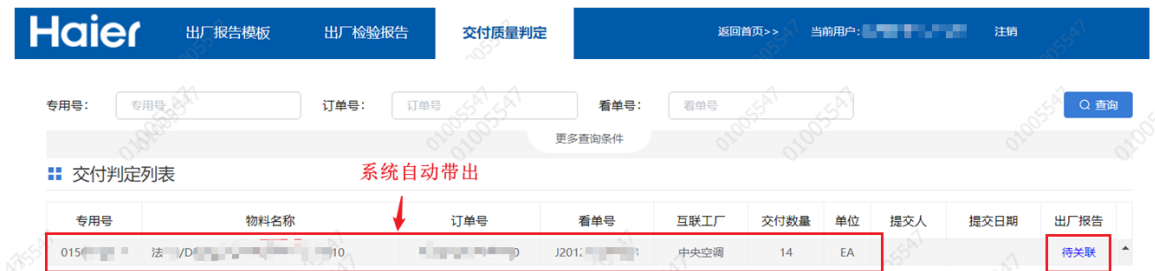 Haier 出厂报告模板 出厂检验报告 交付质量判定 返回首页>> 当前用户: 注销
专用号: 专用号 订单号: 订单号 看单号: 看单号 查询
更多查询条件
交付判定列表 系统自动带出
专用号 物料名称 订单号 看单号 互联工厂 交付数量 单位 提交人 提交日期 出厂报告
015 法 /D 10 0 J201 中央空调 14 EA 待关联
01005547